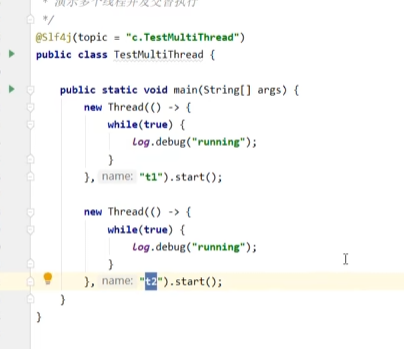 * 演示多个线程并发交替执行
*/
@Slf4j(topic = "c.TestMultiThread")
public class TestMultiThread {
public static void main(String[] args) {
new Thread(() -> {
while(true) {
log.debug("running");
}
}, name: "t1").start();
new Thread(() -> {
while(true) {
log.debug("running");
}
}, name: "t2").start();
}
}